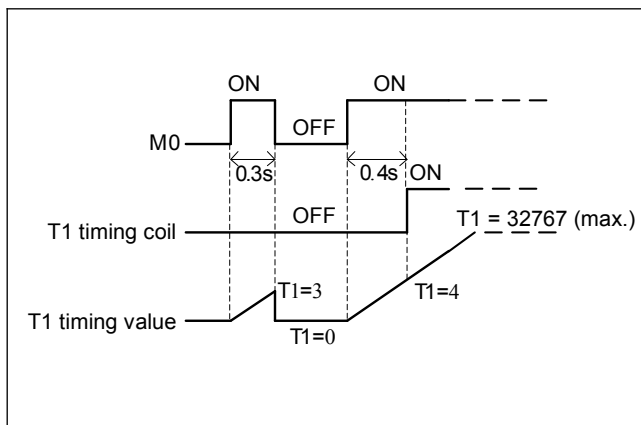 ON
ON
OFF
M0
0.3s
0.4s
ON
OFF
T1 timing coil
T1 = 32767 (max.)
T1=3
T1=4
T1 timing value
T1=0